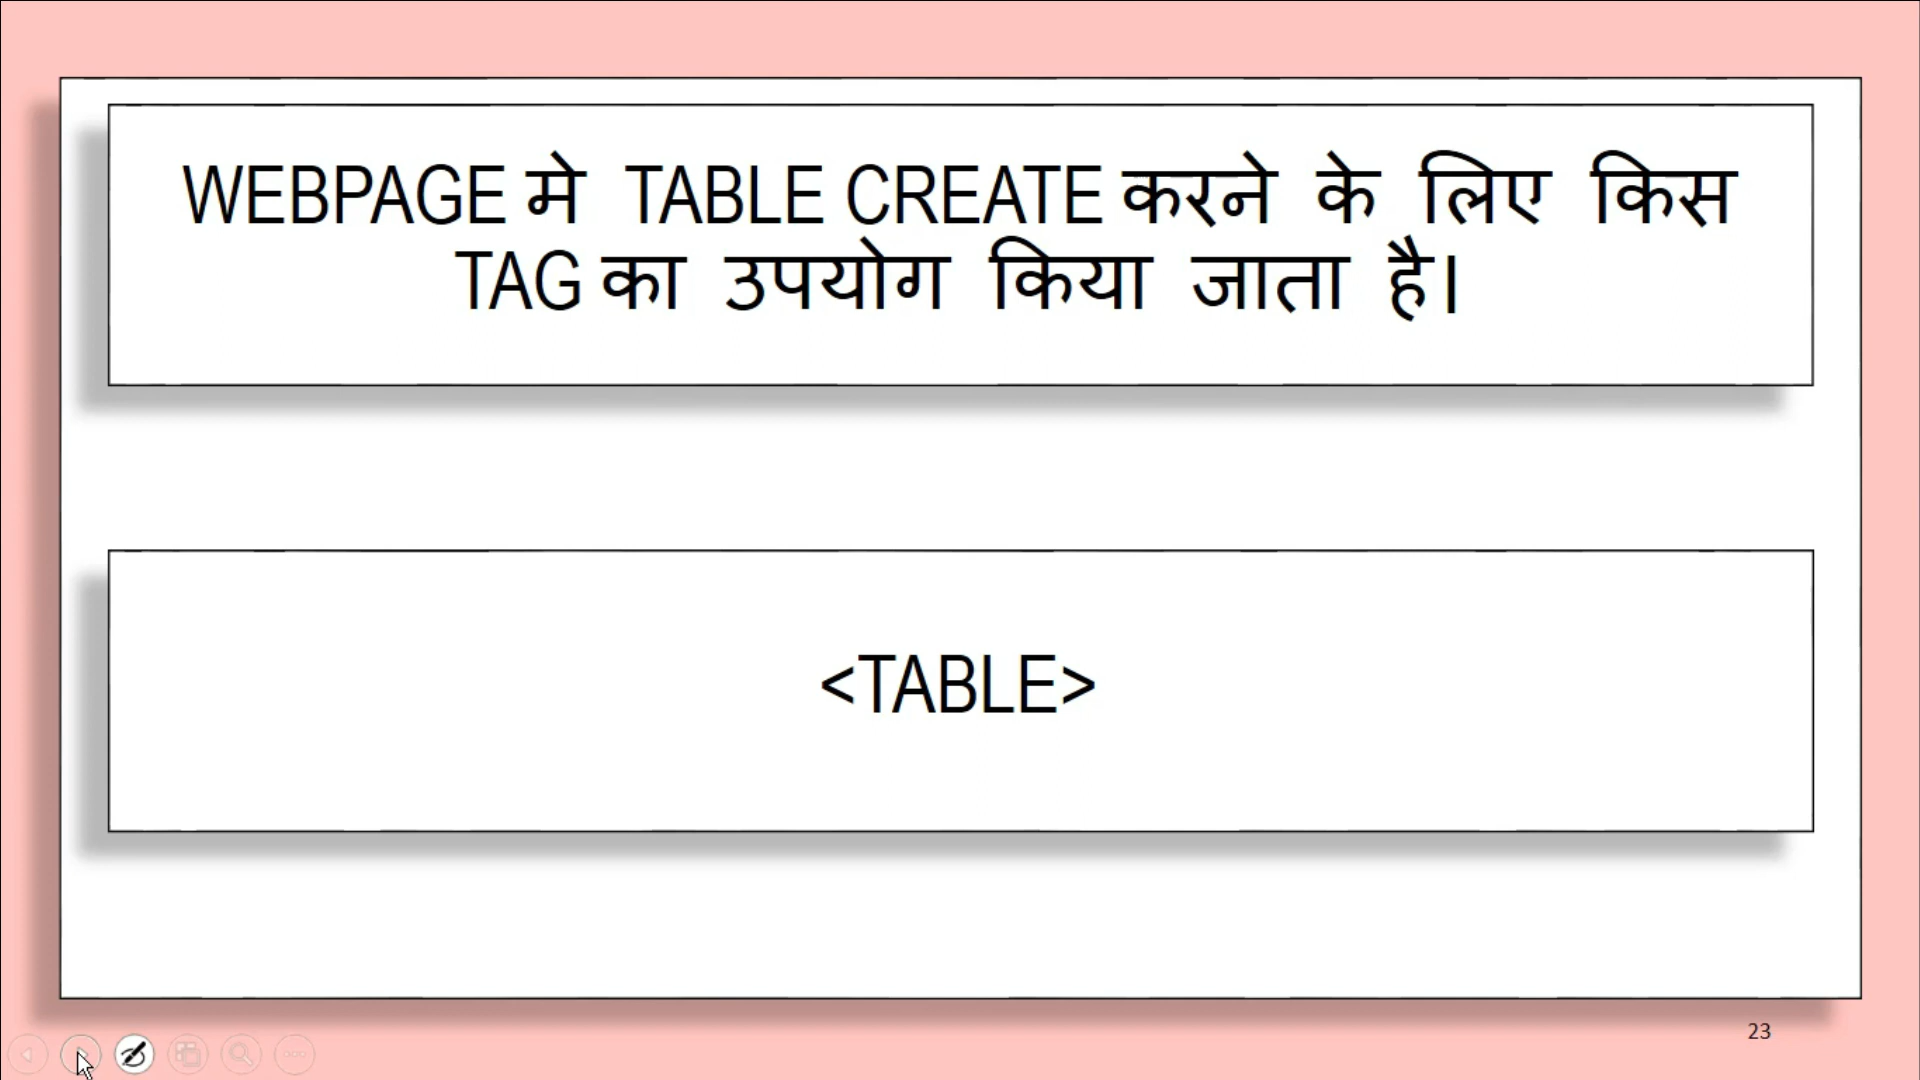 WEBPAGE मे TABLE CREATE करने के लिए किस
TAG का उपयोग किया जाता है।
<TABLE>
23